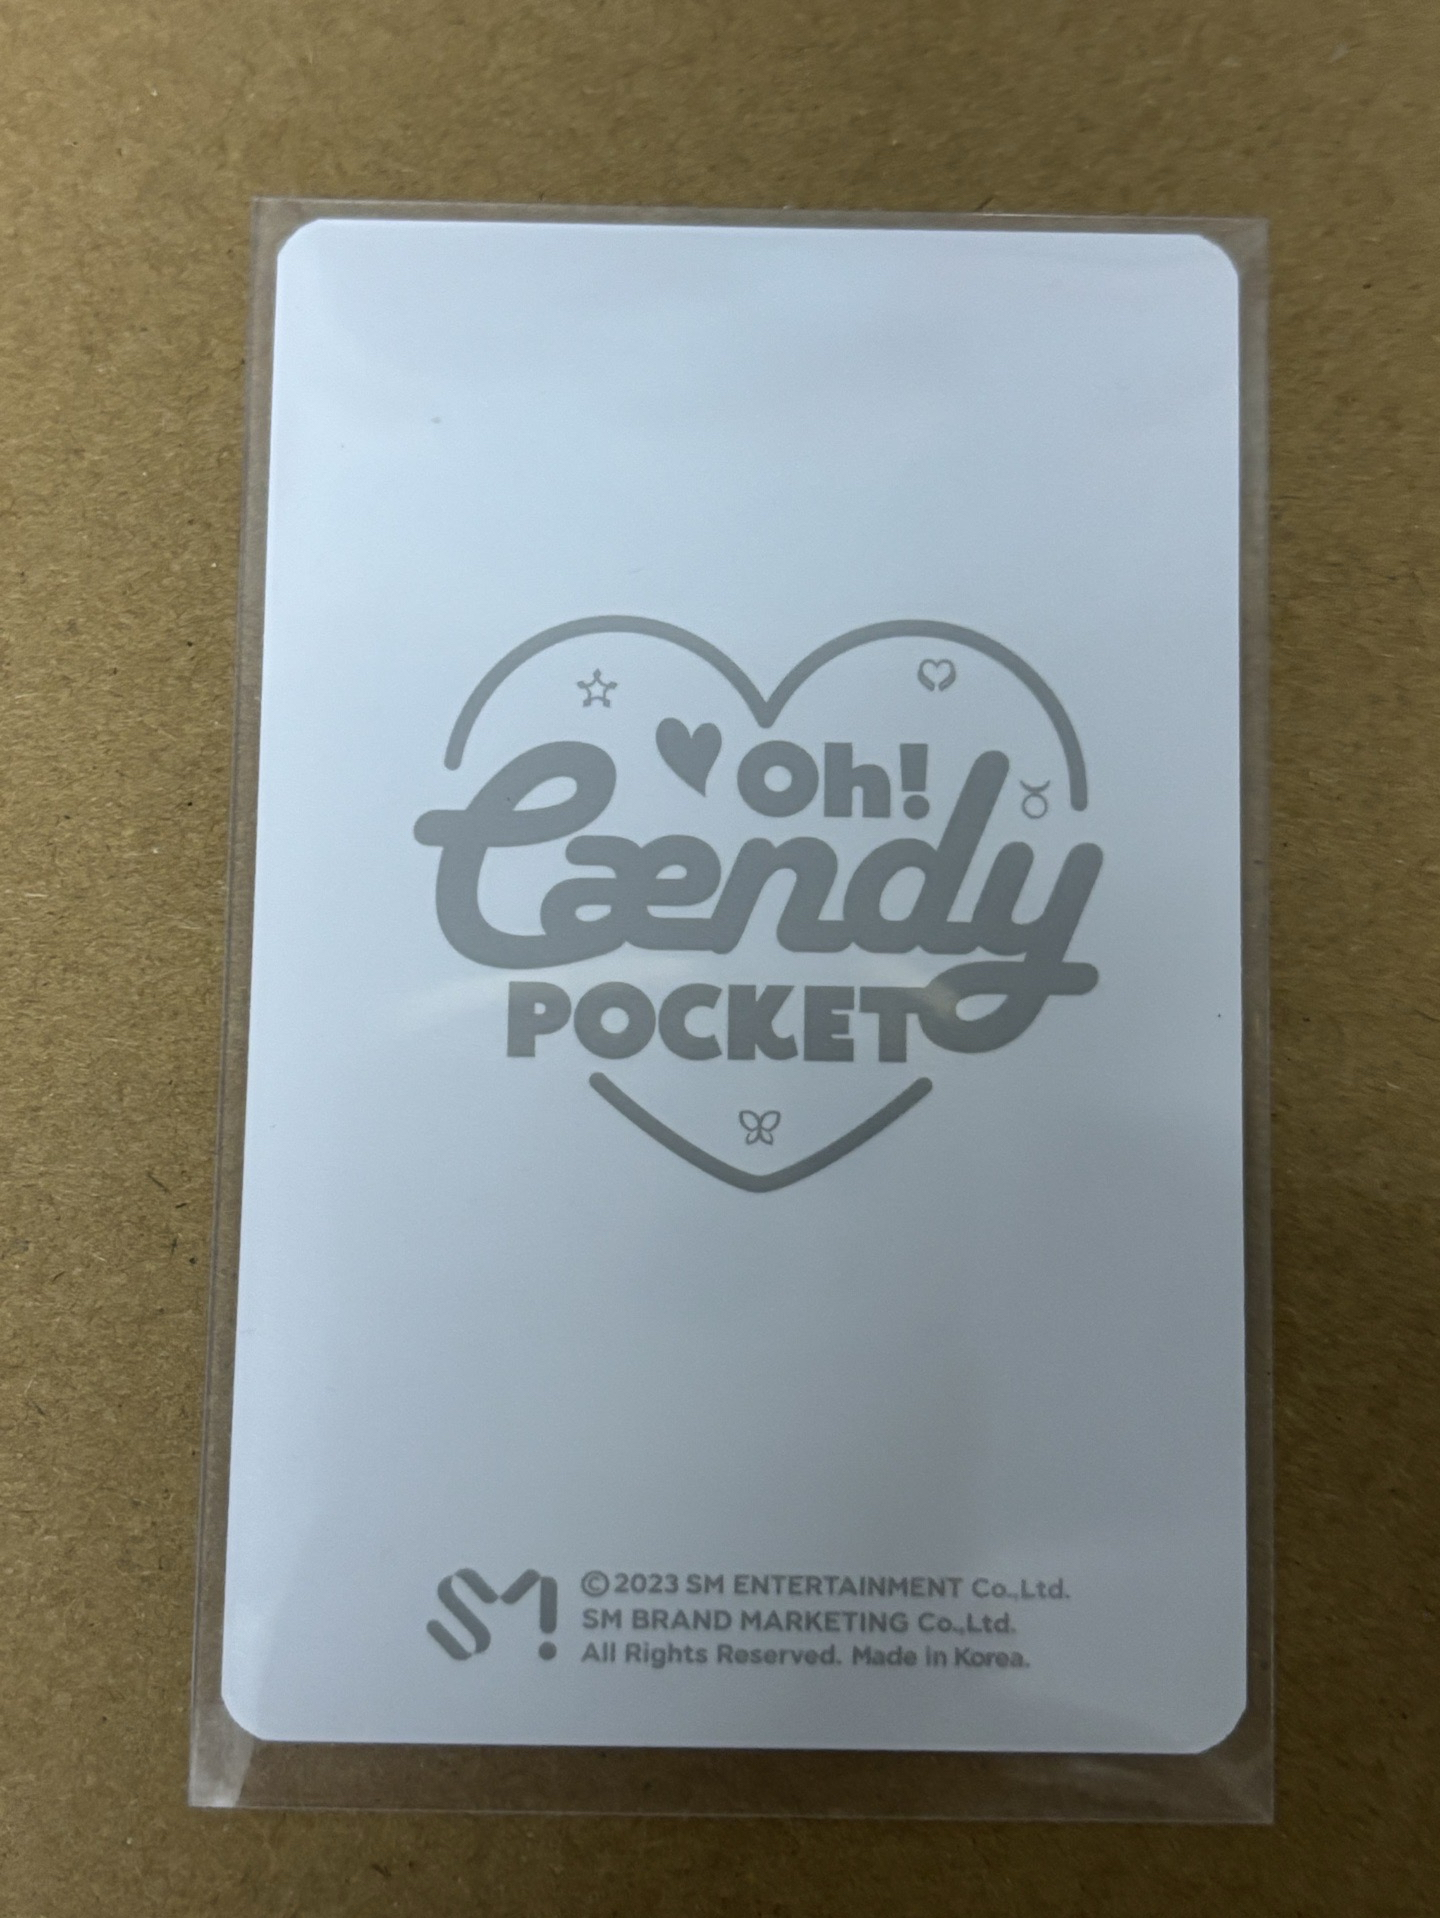 Oh!
Cændy
POCKET
SM!
©2023 SM ENTERTAINMENT Co.,Ltd.
SM BRAND MARKETING Co.,Ltd.
All Rights Reserved. Made in Korea.